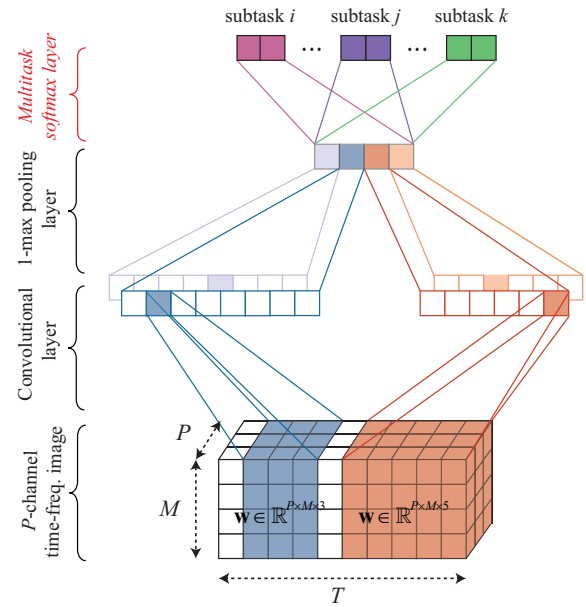 subtask i
subtask j
subtask k
... ...
Multitask
softmax layer
1-max pooling
layer
Convolutional
layer
P-channel
time-freq. image
P
M
w ∈ ℝ^{P×M×3}
w ∈ ℝ^{P×M×5}
T